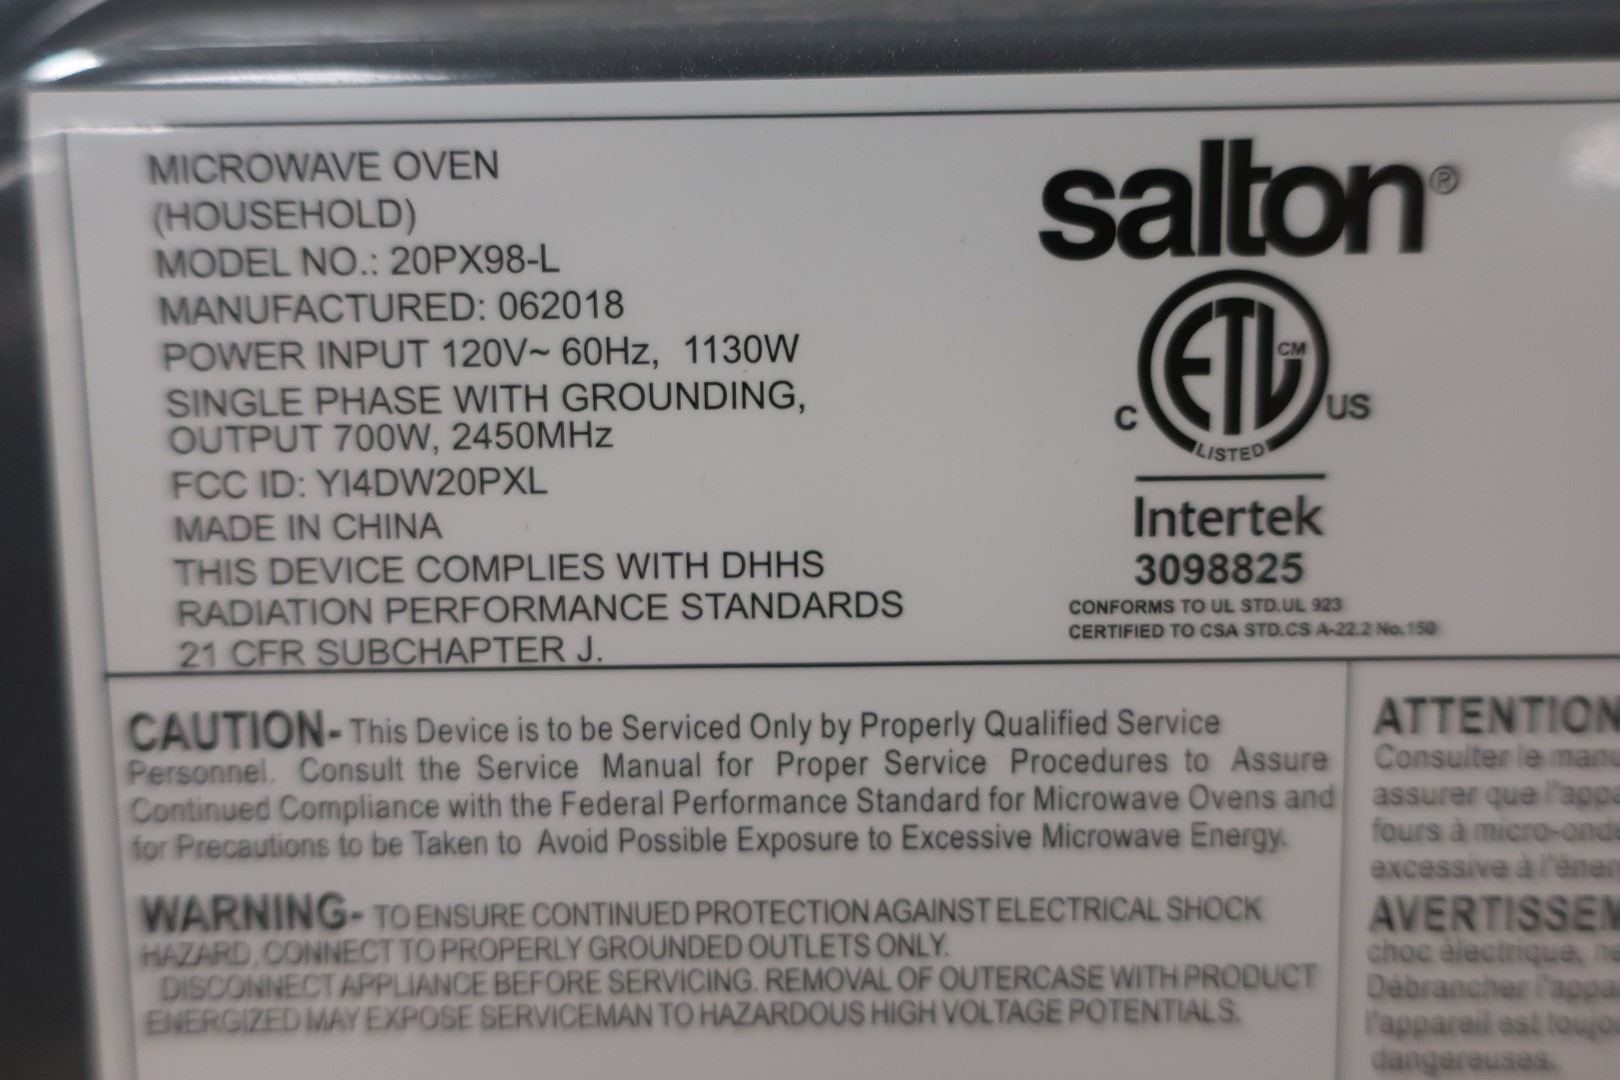 MICROWAVE OVEN
(HOUSEHOLD)
MODEL NO.: 20PX98-L
MANUFACTURED: 062018
POWER INPUT 120V~ 60Hz, 1130W
SINGLE PHASE WITH GROUNDING,
OUTPUT 700W, 2450MHz
FCC ID: YI4DW20PXL
MADE IN CHINA
THIS DEVICE COMPLIES WITH DHHS
RADIATION PERFORMANCE STANDARDS
21 CFR SUBCHAPTER J.
salton®
ETL CM
C US
LISTED
Intertek
3098825
CONFORMS TO UL STD.UL 923
CERTIFIED TO CSA STD.CS A-22.2 No.150
CAUTION- This Device is to be Serviced Only by Properly Qualified Service
Personnel. Consult the Service Manual for Proper Service Procedures to Assure
Continued Compliance with the Federal Performance Standard for Microwave Ovens and
for Precautions to be Taken to Avoid Possible Exposure to Excessive Microwave Energy.
WARNING- TO ENSURE CONTINUED PROTECTION AGAINST ELECTRICAL SHOCK
HAZARD, CONNECT TO PROPERLY GROUNDED OUTLETS ONLY.
DISCONNECT APPLIANCE BEFORE SERVICING. REMOVAL OF OUTERCASE WITH PRODUCT
ENERGIZED MAY EXPOSE SERVICEMAN TO HAZARDOUS HIGH VOLTAGE POTENTIALS.
ATTENTION
Consulter le
assurer que
fours à
excessive à
choc électrique,
Débrancher
l'appareil est
dangereuses.